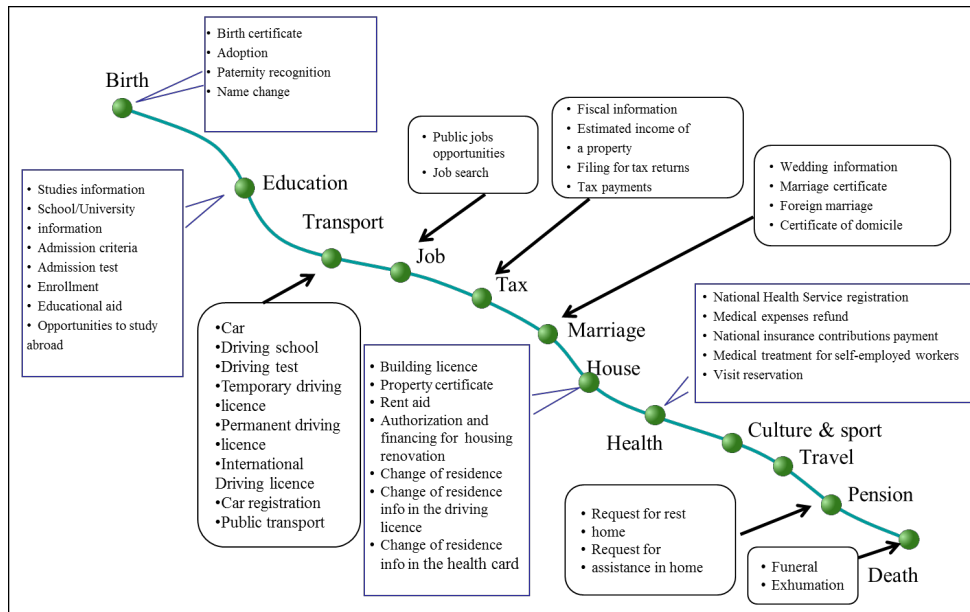 Birth
• Birth certificate
• Adoption
• Paternity recognition
• Name change
Education
• Studies information
• School/University
• information
• Admission criteria
• Admission test
• Enrollment
• Educational aid
• Opportunities to study
abroad
Transport
•Car
•Driving school
•Driving test
•Temporary driving
•licence
•Permanent driving
•licence
•International
Driving licence
•Car registration
•Public transport
Job
• Public jobs
opportunities
• Job search
Tax
• Fiscal information
• Estimated income of
• a property
• Filing for tax returns
• Tax payments
Marriage
• Wedding information
• Marriage certificate
• Foreign marriage
• Certificate of domicile
House
• Building licence
• Property certificate
• Rent aid
• Authorization and
financing for housing
renovation
• Change of residence
• Change of residence
info in the driving
licence
• Change of residence
info in the health card
Health
• National Health Service registration
• Medical expenses refund
• National insurance contributions payment
• Medical treatment for self-employed workers
• Visit reservation
Culture & sport
Travel
Pension
• Request for rest
• home
• Request for
assistance in home
Death
• Funeral
• Exhumation